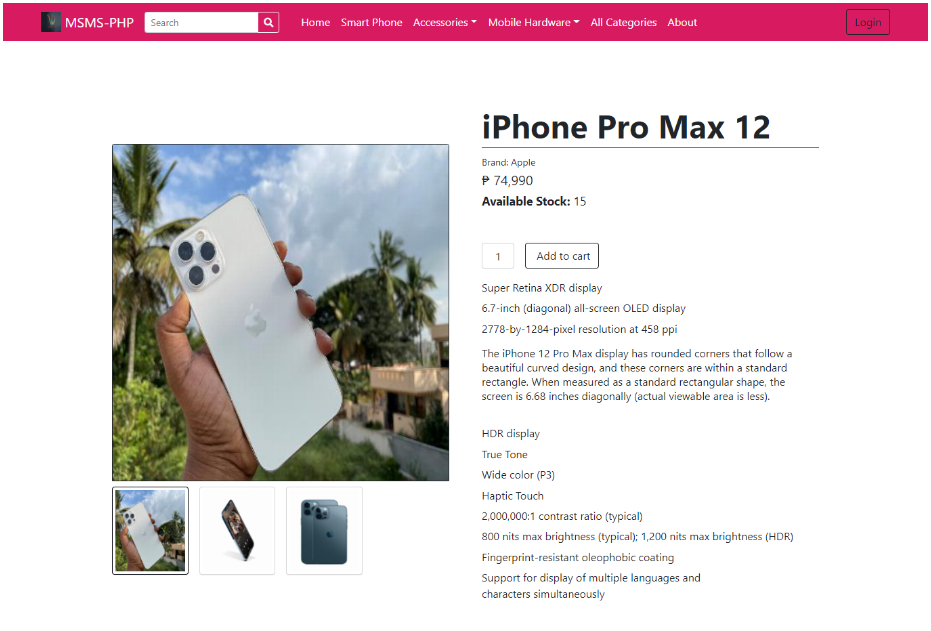 MSMS-PHP
Search
Home
Smart Phone
Accessories
Mobile Hardware
All Categories
About
Login
iPhone Pro Max 12
Brand: Apple
₱ 74,990
Available Stock: 15
1
Add to cart
Super Retina XDR display
6.7-inch (diagonal) all-screen OLED display
2778-by-1284-pixel resolution at 458 ppi
The iPhone 12 Pro Max display has rounded corners that follow a
beautiful curved design, and these corners are within a standard
rectangle. When measured as a standard rectangular shape, the
screen is 6.68 inches diagonally (actual viewable area is less).
HDR display
True Tone
Wide color (P3)
Haptic Touch
2,000,000:1 contrast ratio (typical)
800 nits max brightness (typical); 1,200 nits max brightness (HDR)
Fingerprint-resistant oleophobic coating
Support for display of multiple languages and
characters simultaneously